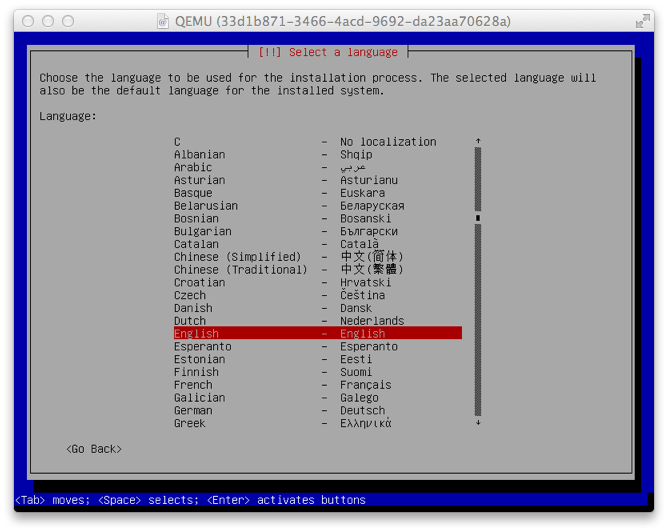 QEMU (33d1b871-3466-4acd-9692-da23aa70628a)
[!!] Select a language
Choose the language to be used for the installation process. The selected language will
also be the default language for the installed system.
Language:
C - No localization
Albanian - Shqip
Arabic - عربي
Asturian - Asturianu
Basque - Euskara
Belarusian - Беларуская
Bosnian - Bosanski
Bulgarian - Български
Catalan - Català
Chinese (Simplified) - 中文(简体)
Chinese (Traditional) - 中文(繁體)
Croatian - Hrvatski
Czech - Čeština
Danish - Dansk
Dutch - Nederlands
English - English
Esperanto - Esperanto
Estonian - Eesti
Finnish - Suomi
French - Français
Galician - Galego
German - Deutsch
Greek - Ελληνικά
<Go Back>
<Tab> moves; <Space> selects; <Enter> activates buttons